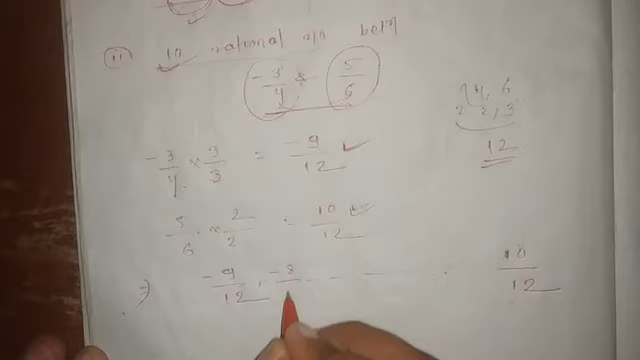 (ii) 10 rational n/o betn
-3/4 & 5/6
4, 6
2 2, 3
12
-3/4 × 3/3 = -9/12
-5/6 × 2/2 = 10/12
⇒ -9/12, -8/ - - 10/12